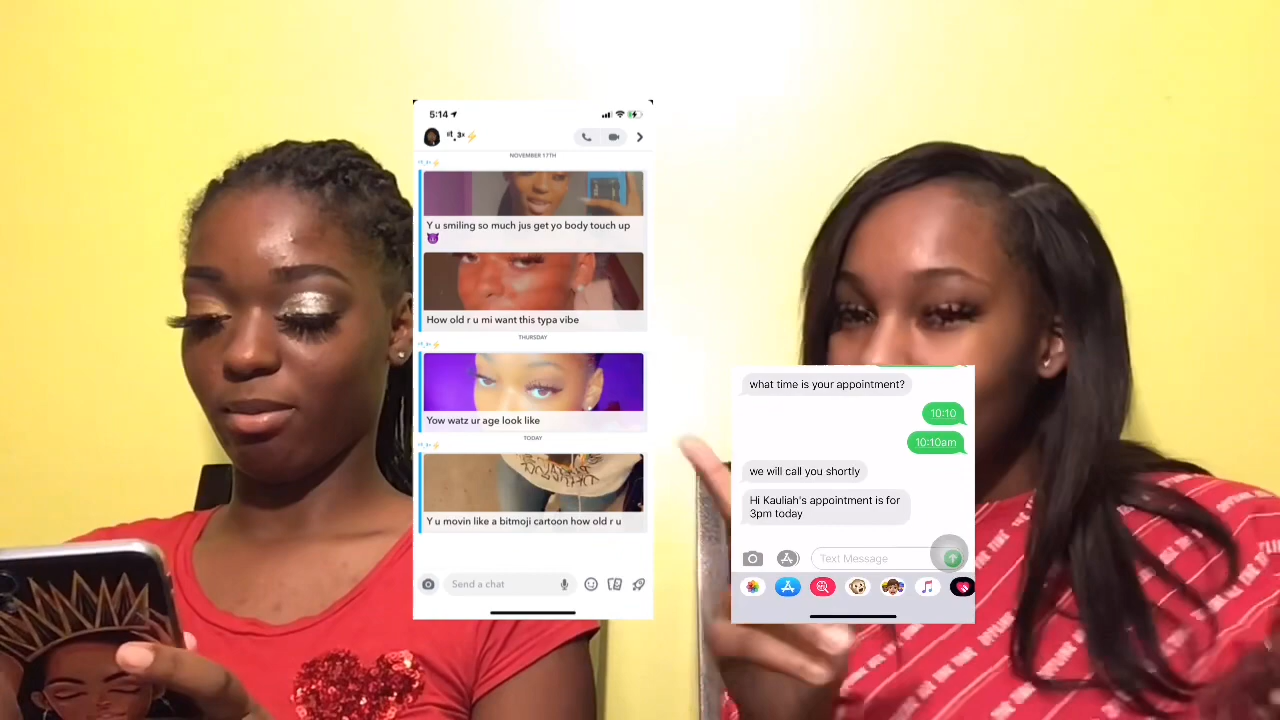 5:14
NOVEMBER 17TH
Y u smiling so much jus get yo body touch up
😈
How old r u mi want this typa vibe
THURSDAY
Yow watz ur age look like
TODAY
Y u movin like a bitmoji cartoon how old r u
Send a chat
what time is your appointment?
10:10
10:10am
we will call you shortly
Hi Kauliah's appointment is for
3pm today
Text Message